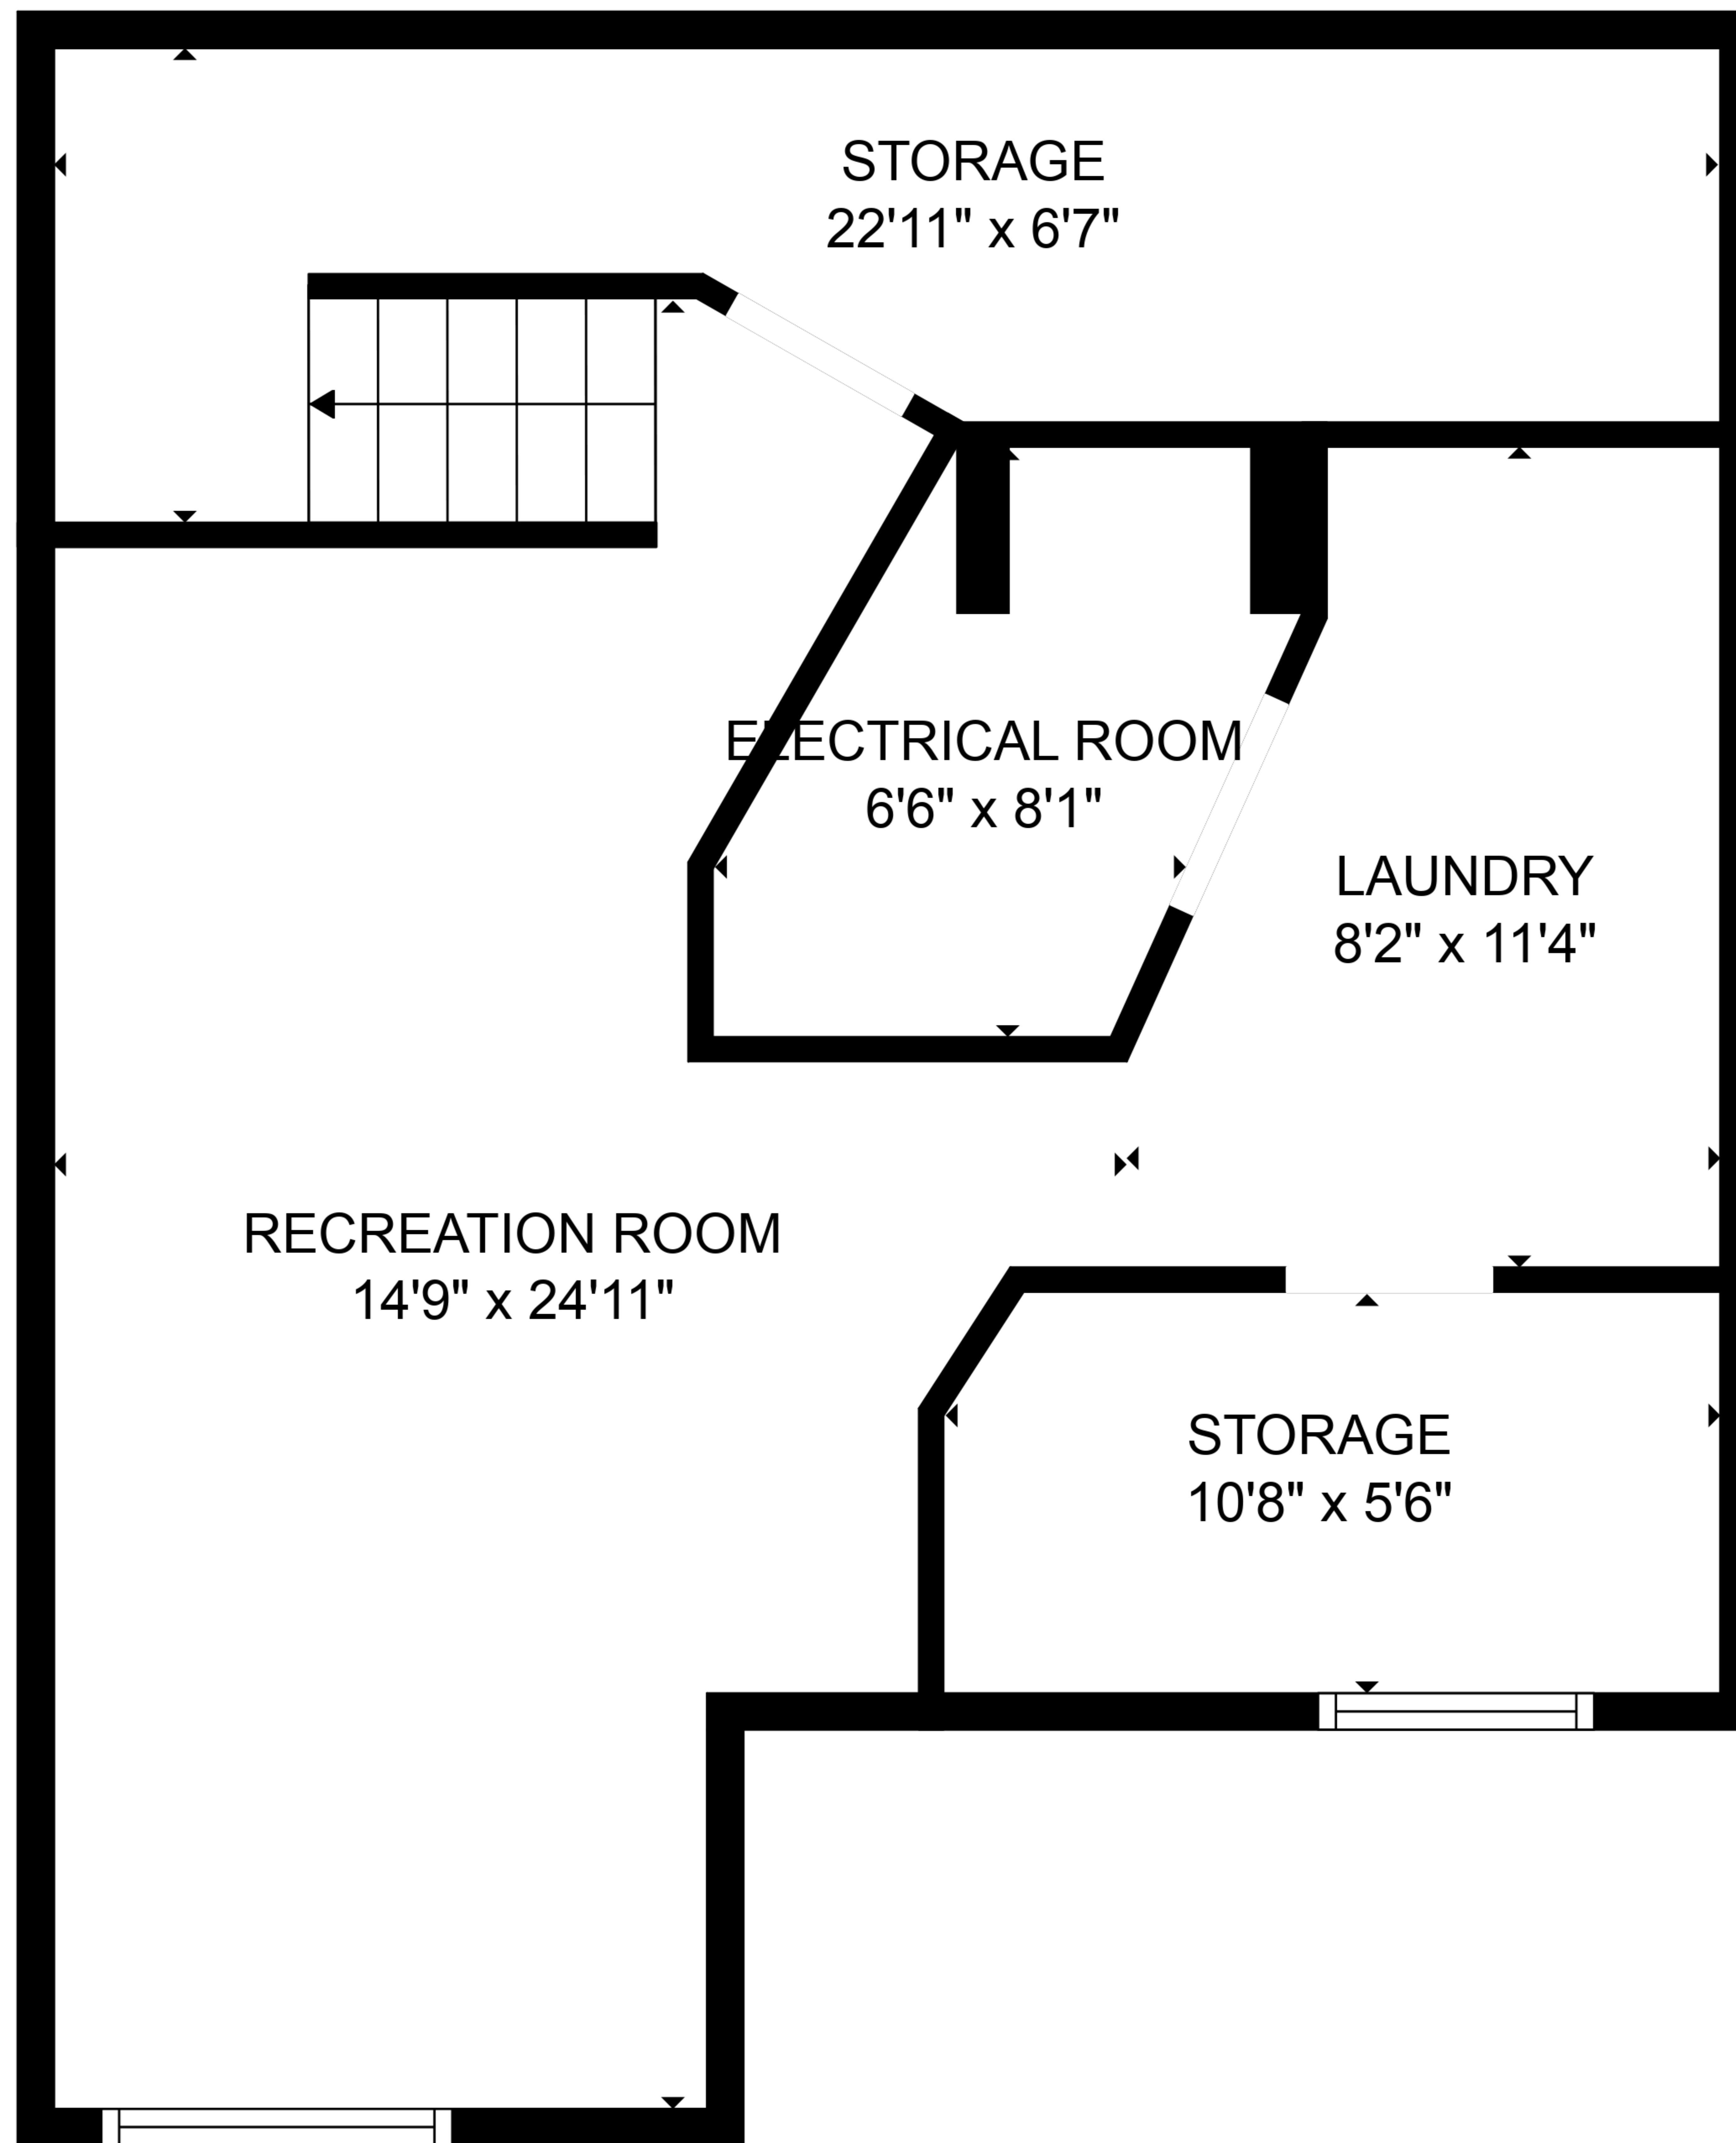 STORAGE
22'11" x 6'7"
ELECTRICAL ROOM
6'6" x 8'1"
LAUNDRY
8'2" x 11'4"
RECREATION ROOM
14'9" x 24'11"
STORAGE
10'8" x 5'6"